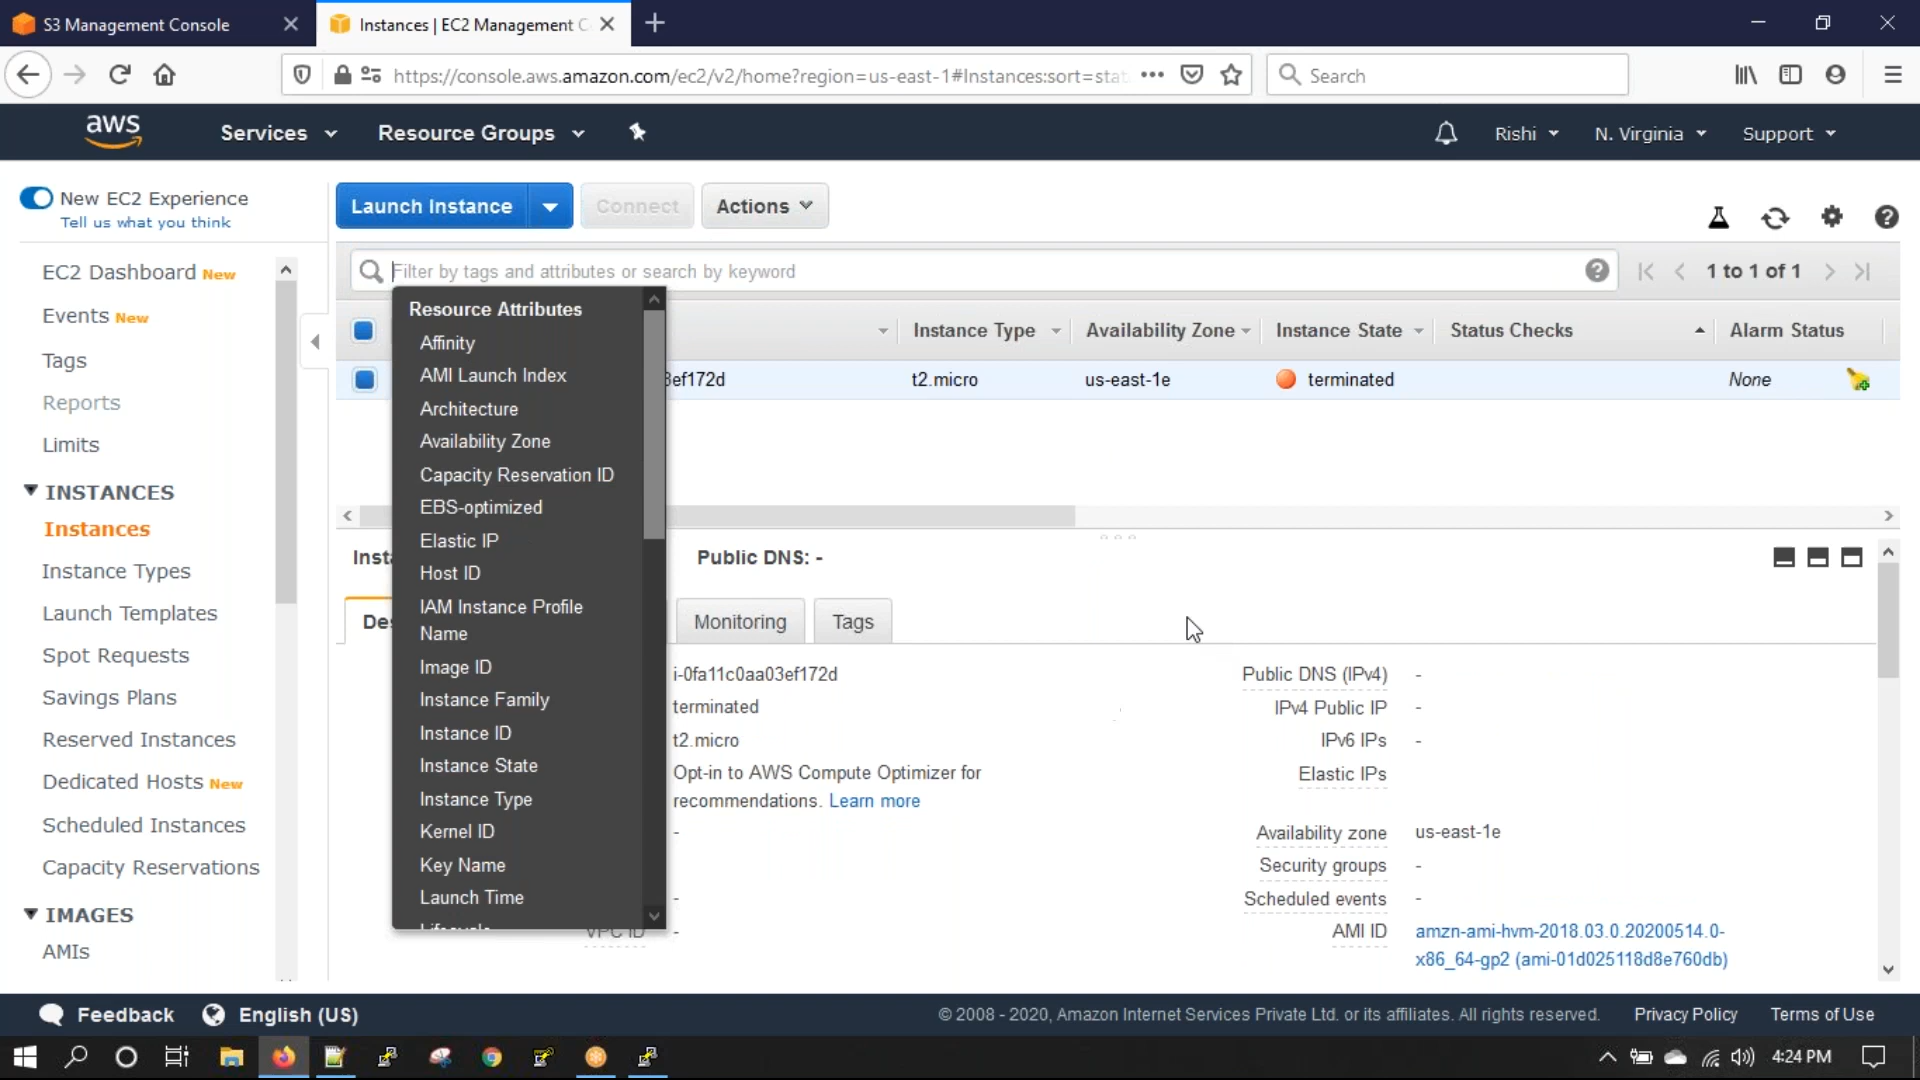 S3 Management Console
Instances | EC2 Management C
https://console.aws.amazon.com/ec2/v2/home?region=us-east-1#Instances:sort=stat
Search
aws
Services
Resource Groups
Rishi
N. Virginia
Support
New EC2 Experience
Tell us what you think
Launch Instance
Connect
Actions
EC2 Dashboard New
Events New
Tags
Reports
Limits
INSTANCES
Instances
Instance Types
Launch Templates
Spot Requests
Savings Plans
Reserved Instances
Dedicated Hosts New
Scheduled Instances
Capacity Reservations
IMAGES
AMIs
Filter by tags and attributes or search by keyword
1 to 1 of 1
Instance Type
Availability Zone
Instance State
Status Checks
Alarm Status
3ef172d
t2.micro
us-east-1e
terminated
None
Resource Attributes
Affinity
AMI Launch Index
Architecture
Availability Zone
Capacity Reservation ID
EBS-optimized
Elastic IP
Host ID
IAM Instance Profile
Name
Image ID
Instance Family
Instance ID
Instance State
Instance Type
Kernel ID
Key Name
Launch Time
Lifecycle
Inst
Public DNS: -
Des
Monitoring
Tags
i-0fa11c0aa03ef172d
terminated
t2.micro
Opt-in to AWS Compute Optimizer for
recommendations. Learn more
-
-
VPC ID -
Public DNS (IPv4) -
IPv4 Public IP -
IPv6 IPs -
Elastic IPs
Availability zone us-east-1e
Security groups -
Scheduled events -
AMI ID amzn-ami-hvm-2018.03.0.20200514.0-
x86_64-gp2 (ami-01d025118d8e760db)
Feedback
English (US)
© 2008 - 2020, Amazon Internet Services Private Ltd. or its affiliates. All rights reserved.
Privacy Policy
Terms of Use
4:24 PM